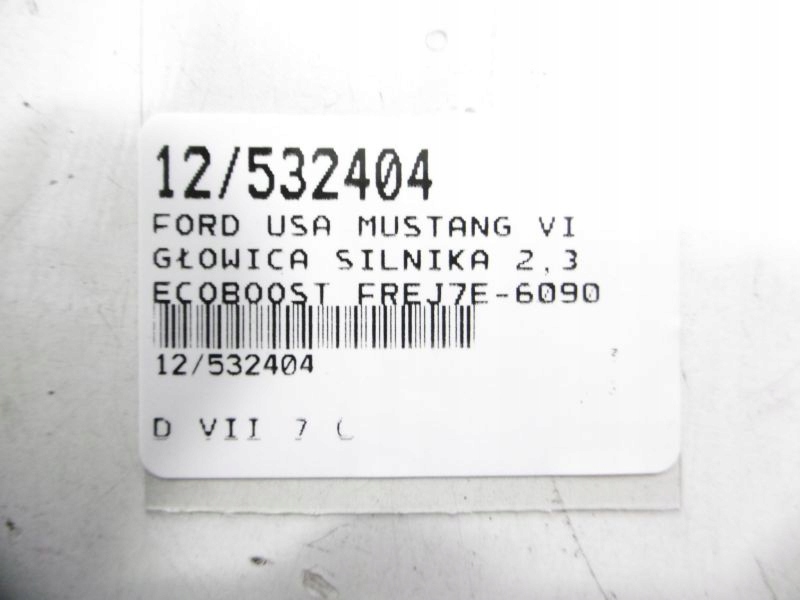 12/532404
FORD USA MUSTANG VI
GŁOWICA SILNIKA 2,3
ECOBOOST FREJ7E-6090
12/532404
D VII 7